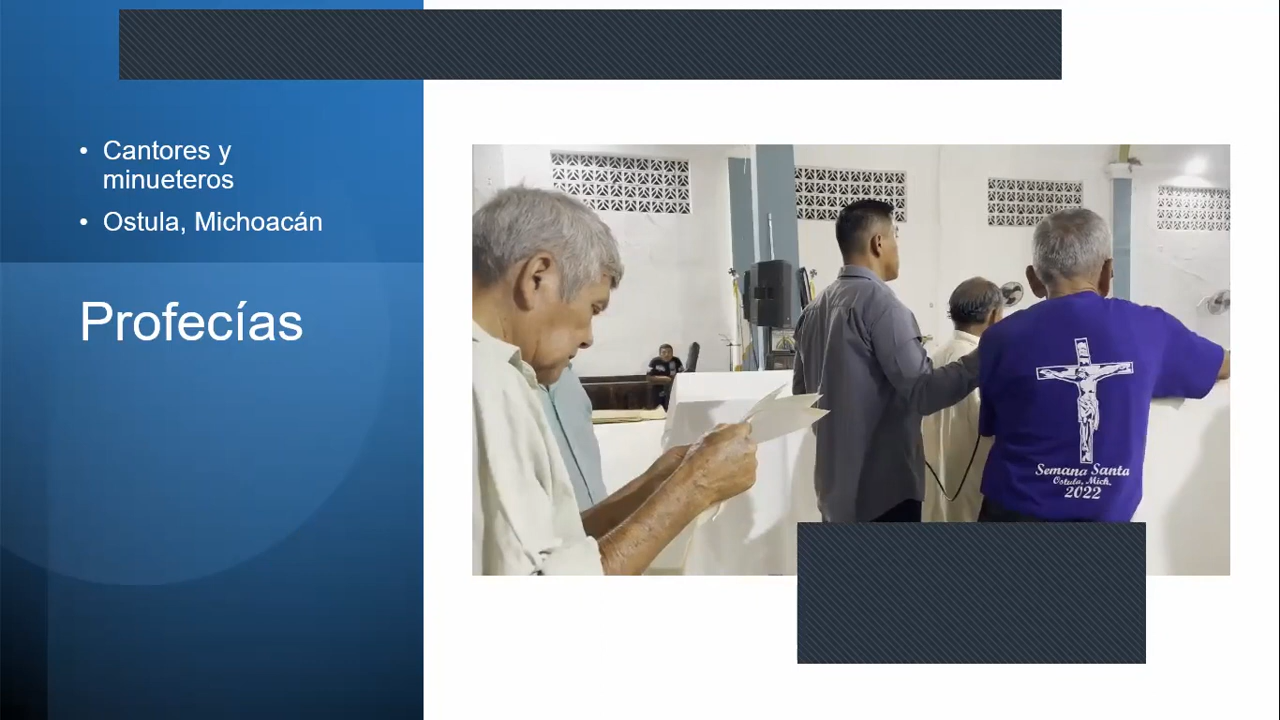 • Cantores y
minueteros
• Ostula, Michoacán
Profecías
Semana Santa
Ostula, Mich.
2022